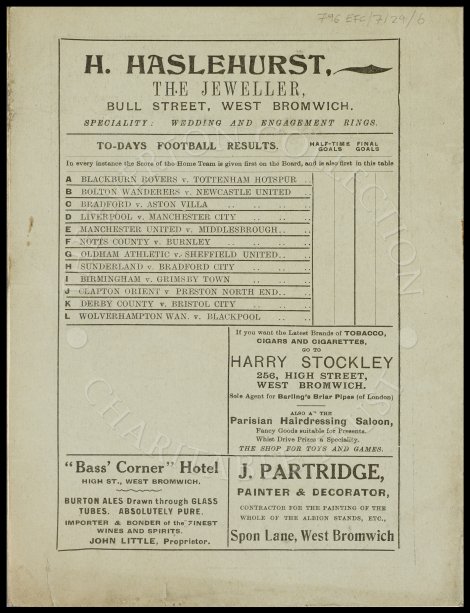 796 EFC/7/29/6
H. HASLEHURST,
THE JEWELLER,
BULL STREET, WEST BROMWICH.
SPECIALITY: WEDDING AND ENGAGEMENT RINGS.
TO-DAYS FOOTBALL RESULTS. HALF-TIME GOALS FINAL GOALS
In every instance the Score of the Home Team is given first on the Board, and is also first in this table
A BLACKBURN ROVERS v. TOTTENHAM HOTSPUR
B BOLTON WANDERERS v. NEWCASTLE UNITED
C BRADFORD v. ASTON VILLA .. .. ..
D LIVERPOOL v. MANCHESTER CITY .. ..
E MANCHESTER UNITED v. MIDDLESBROUGH ..
F NOTTS COUNTY v. BURNLEY .. .. ..
G OLDHAM ATHLETIC v. SHEFFIELD UNITED ..
H SUNDERLAND v. BRADFORD CITY .. ..
I BIRMINGHAM v. GRIMSBY TOWN .. ..
J CLAPTON ORIENT v. PRESTON NORTH END ..
K DERBY COUNTY v. BRISTOL CITY .. ..
L WOLVERHAMPTON WAN. v. BLACKPOOL .. ..
If you want the Latest Brands of TOBACCO,
CIGARS AND CIGARETTES,
GO TO
HARRY STOCKLEY
256, HIGH STREET,
WEST BROMWICH.
Sole Agent for Barling's Briar Pipes (of London)
ALSO AT THE
Parisian Hairdressing Saloon,
Fancy Goods suitable for Presents.
Whist Drive Prizes a Speciality.
THE SHOP FOR TOYS AND GAMES.
"Bass' Corner" Hotel
HIGH ST., WEST BROMWICH.
BURTON ALES Drawn through GLASS
TUBES. ABSOLUTELY PURE.
IMPORTER & BONDER of the FINEST
WINES AND SPIRITS.
JOHN LITTLE, Proprietor.
J. PARTRIDGE,
PAINTER & DECORATOR,
CONTRACTOR FOR THE PAINTING OF THE
WHOLE OF THE ALBION STANDS, ETC.,
Spon Lane, West Bromwich